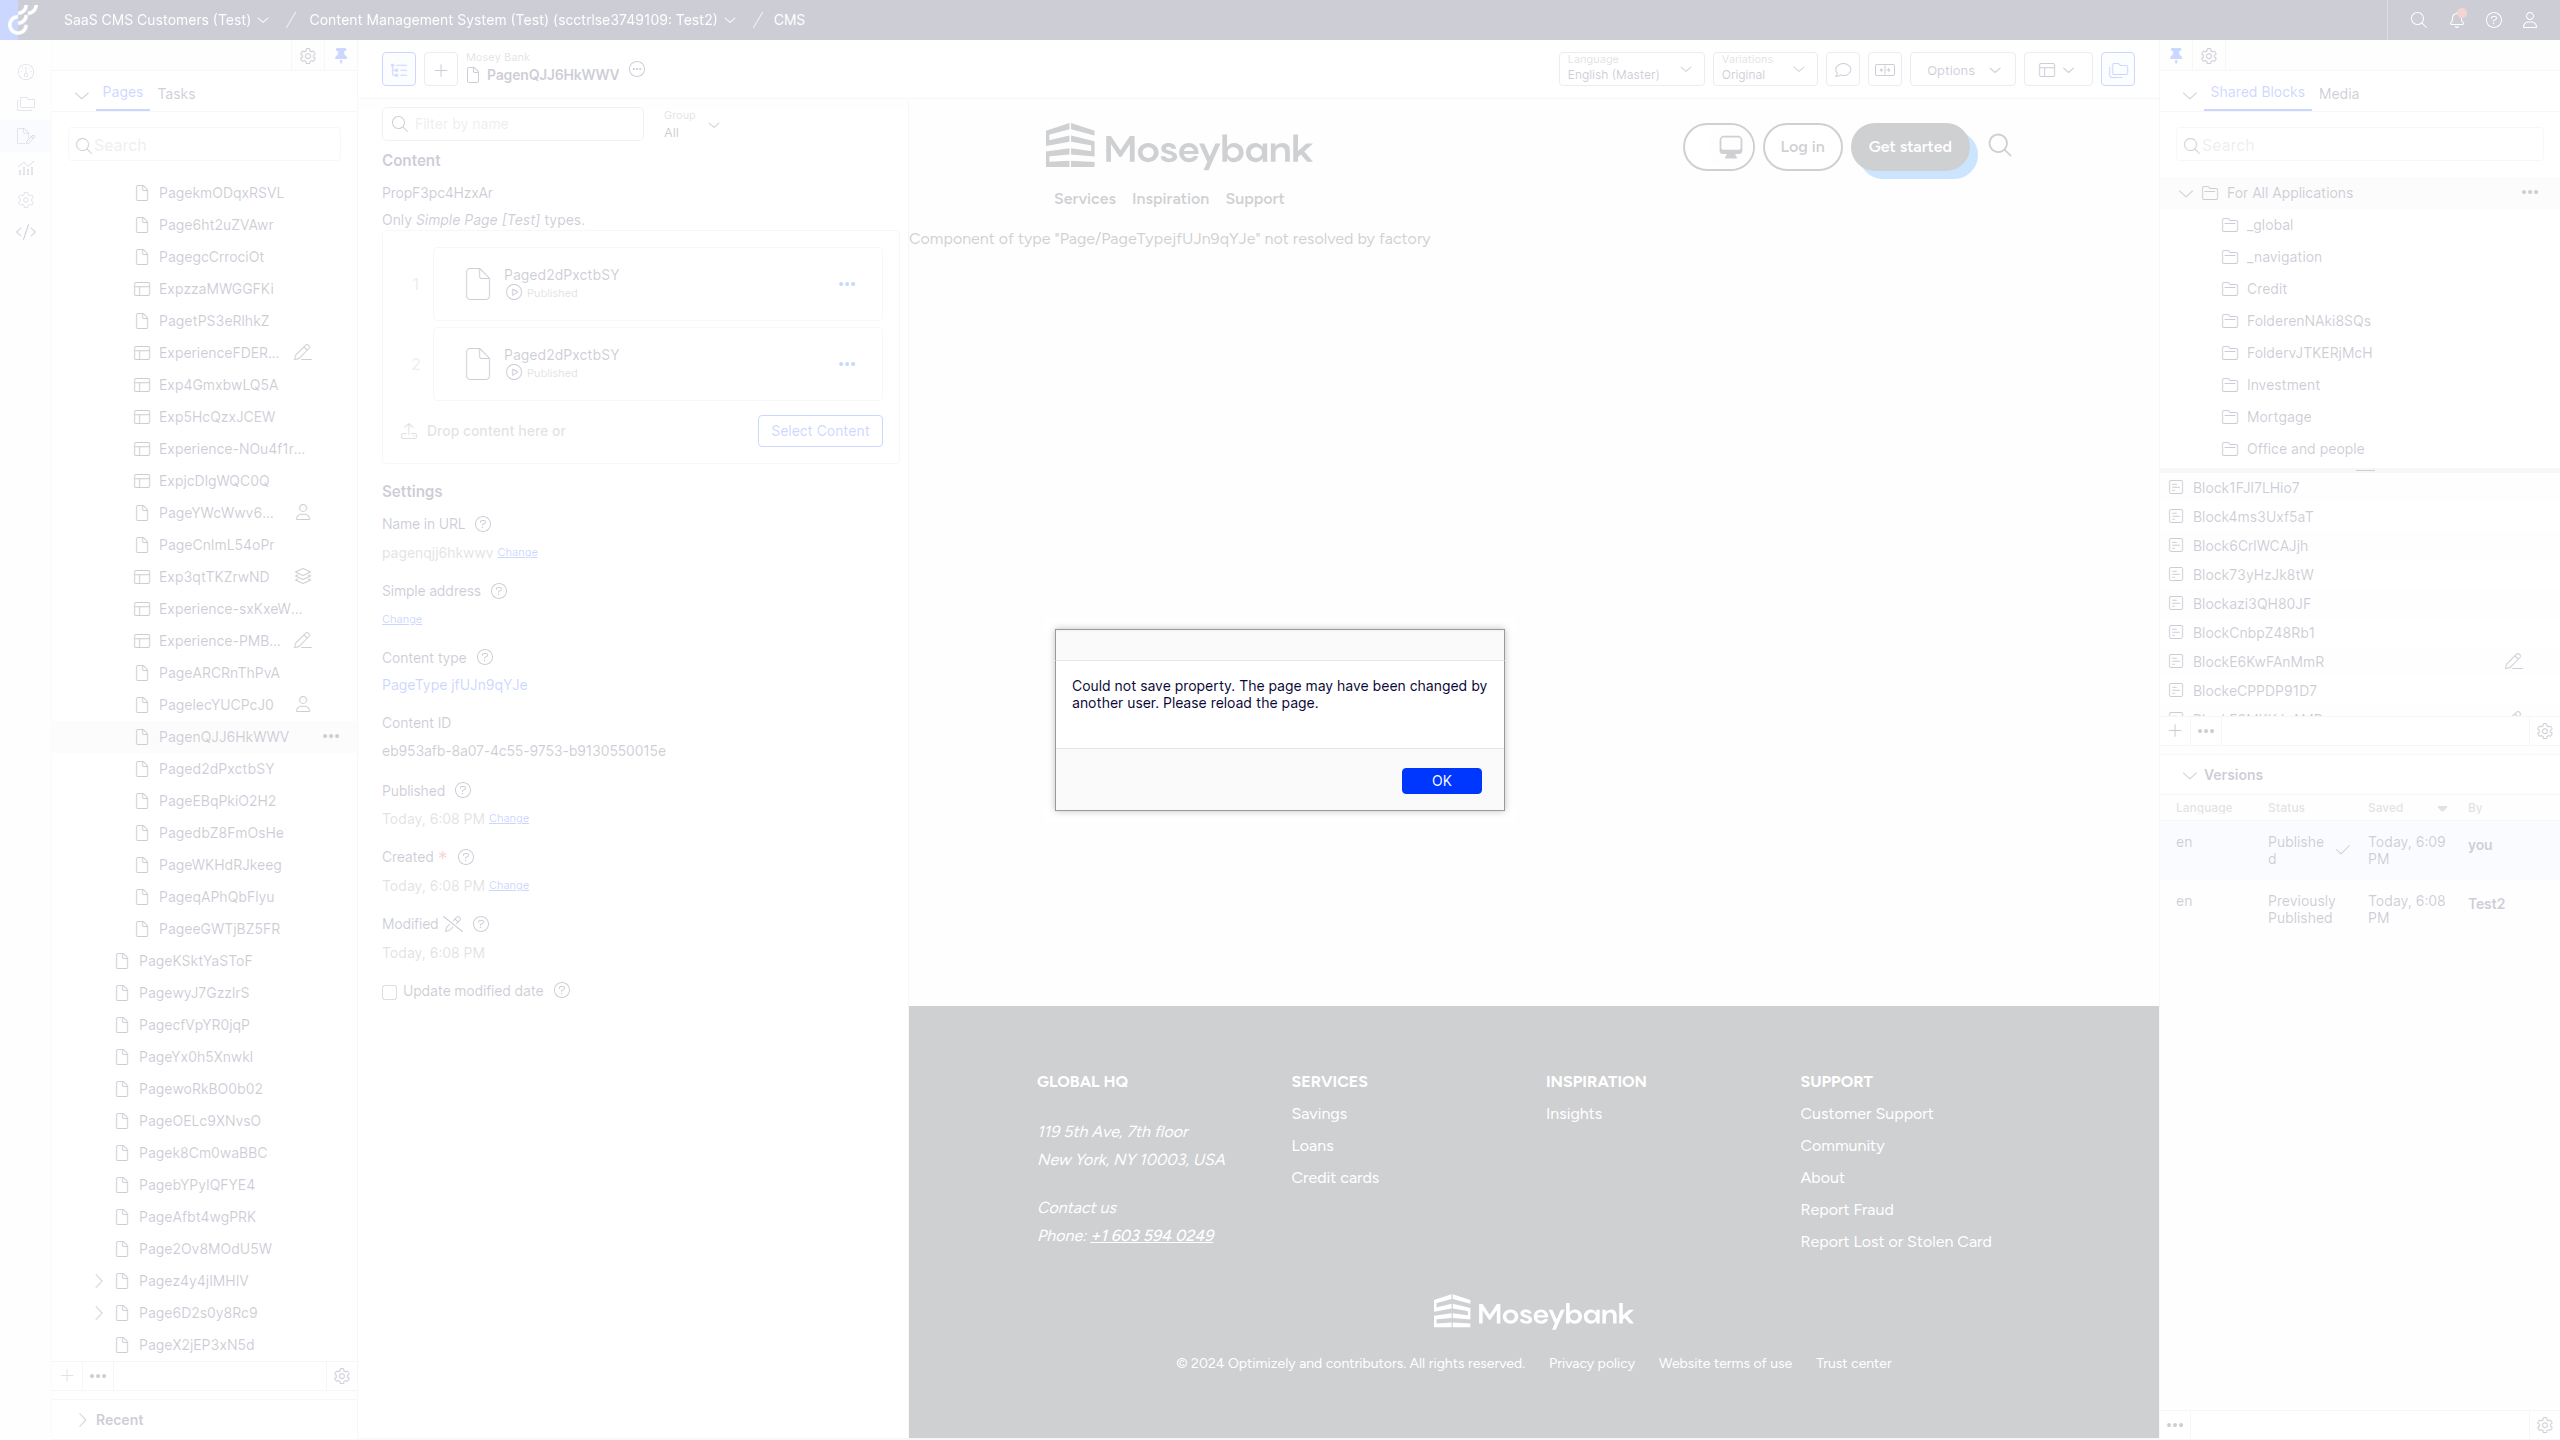 SaaS CMS Customers (Test)
Content Management System (Test) (scctrlse3749109: Test2)
CMS
Pages
Tasks
Search
PagekmODqxRSVL
Page6ht2uZVAwr
PagegcCrrociOt
ExpzzaMWGGFKi
PagetPS3eRlhkZ
ExperienceFDER...
Exp4GmxbwLQ5A
Exp5HcQzxJCEW
Experience-NOu4f1r...
ExpjcDlgWQC0Q
PageYWcWwv6...
PageCnlmL54oPr
Exp3qtTKZrwND
Experience-sxKxeW...
Experience-PMB...
PageARCRnThPvA
PagelecYUCPcJ0
PagenQJJ6HkWWV
Paged2dPxctbSY
PageEBqPkiO2H2
PagedbZ8FmOsHe
PageWKHdRJkeeg
PageqAPhQbFlyu
PageeGWTjBZ5FR
PageKSktYaSToF
PagewyJ7GzzlrS
PagecfVpYR0jqP
PageYx0h5Xnwkl
PagewoRkBO0b02
PageOELc9XNvsO
Pagek8Cm0waBBC
PagebYPylQFYE4
PageAfbt4wgPRK
Page2Ov8MOdU5W
Pagez4y4jlMHlV
Page6D2s0y8Rc9
PageX2jEP3xN5d
Recent
Mosey Bank
PagenQJJ6HkWWV
Language
English (Master)
Variations
Original
Options
Filter by name
Group
All
Content
PropF3pc4HzxAr
Only Simple Page [Test] types.
1
Paged2dPxctbSY
Published
2
Paged2dPxctbSY
Published
Drop content here or
Select Content
Settings
Name in URL
pagenqjj6hkwwv Change
Simple address
Change
Content type
PageType jfUJn9qYJe
Content ID
eb953afb-8a07-4c55-9753-b9130550015e
Published
Today, 6:08 PM Change
Created *
Today, 6:08 PM Change
Modified
Today, 6:08 PM
Update modified date
Moseybank
Log in
Get started
Services Inspiration Support
Component of type "Page/PageTypejfUJn9qYJe" not resolved by factory
Could not save property. The page may have been changed by
another user. Please reload the page.
OK
GLOBAL HQ
119 5th Ave, 7th floor
New York, NY 10003, USA
Contact us
Phone: +1 603 594 0249
SERVICES
Savings
Loans
Credit cards
INSPIRATION
Insights
SUPPORT
Customer Support
Community
About
Report Fraud
Report Lost or Stolen Card
Moseybank
© 2024 Optimizely and contributors. All rights reserved. Privacy policy Website terms of use Trust center
Shared Blocks
Media
Search
For All Applications
_global
_navigation
Credit
FolderenNAki8SQs
FoldervJTKERjMcH
Investment
Mortgage
Office and people
Block1FJl7LHio7
Block4ms3Uxf5aT
Block6CrlWCAJjh
Block73yHzJk8tW
Blockazi3QH80JF
BlockCnbpZ48Rb1
BlockE6KwFAnMmR
BlockeCPPDP91D7
Versions
Language Status Saved By
en
Publishe
d
Today, 6:09
PM
you
en
Previously
Published
Today, 6:08
PM
Test2